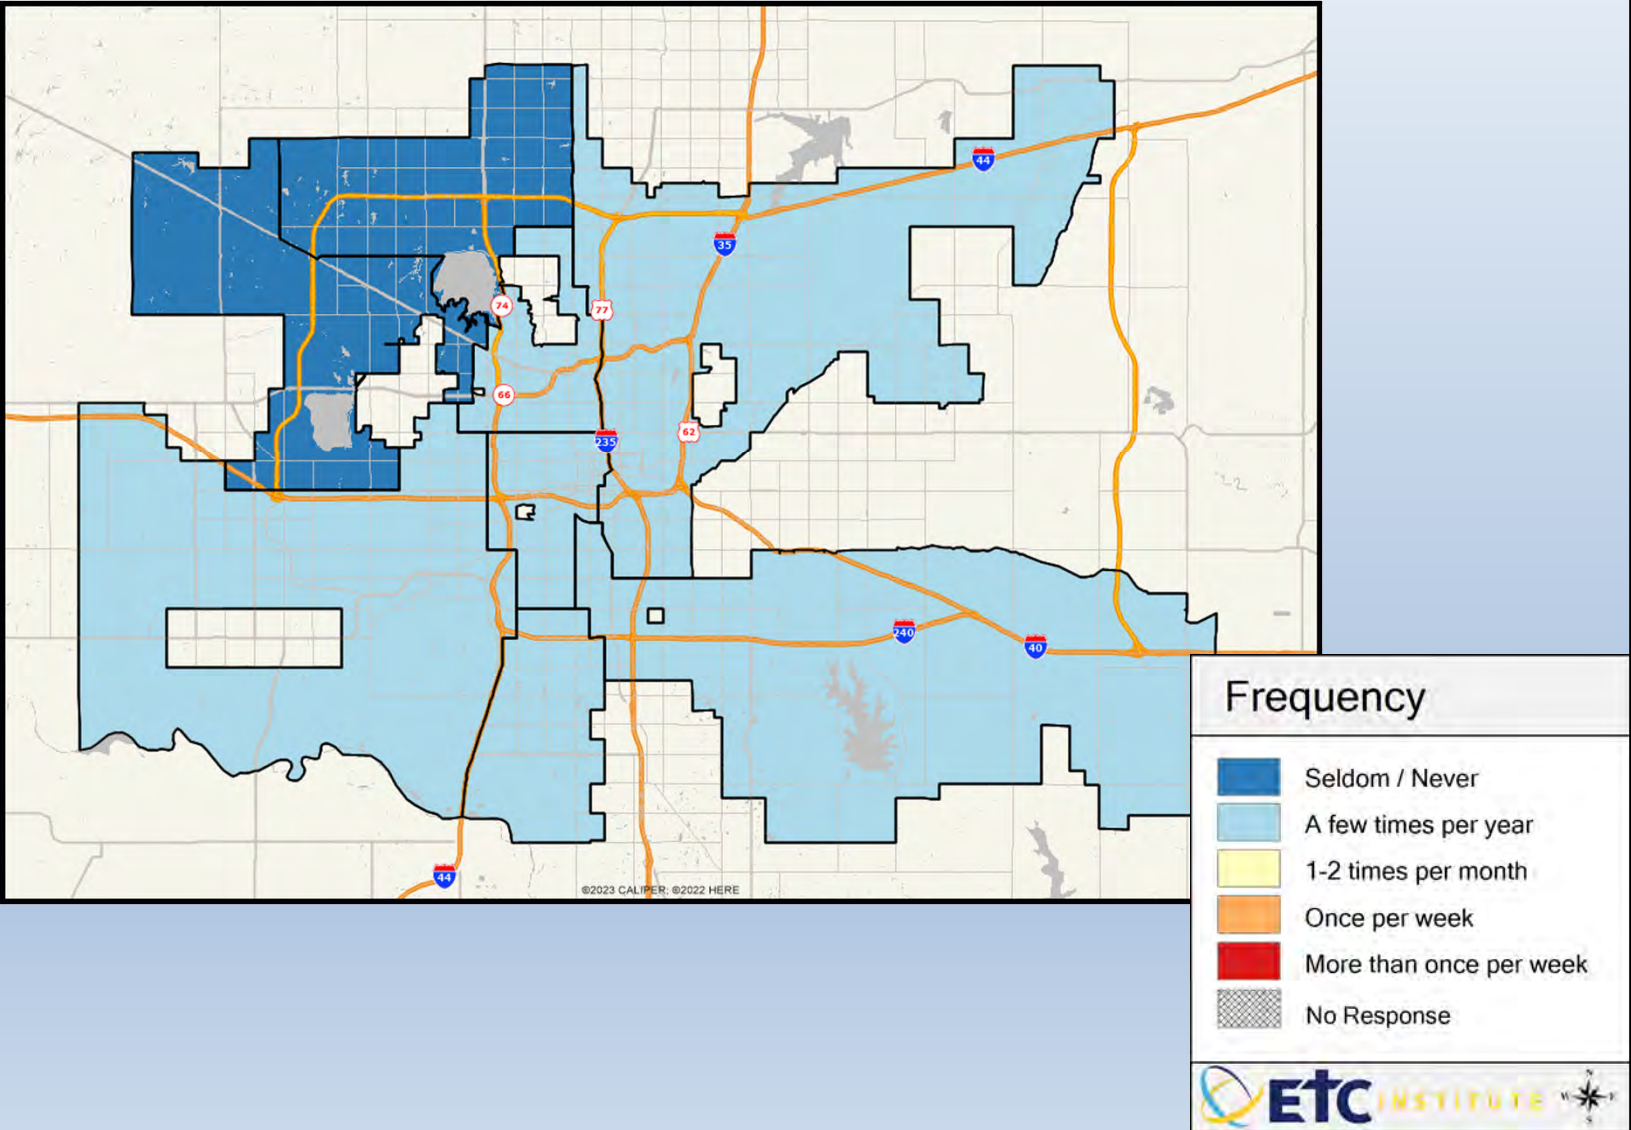 44
35
74
77
66
235
62
240
40
44
©2023 CALIPER; ©2022 HERE
Frequency
Seldom / Never
A few times per year
1-2 times per month
Once per week
More than once per week
No Response
N
W E
S
ETC INSTITUTE